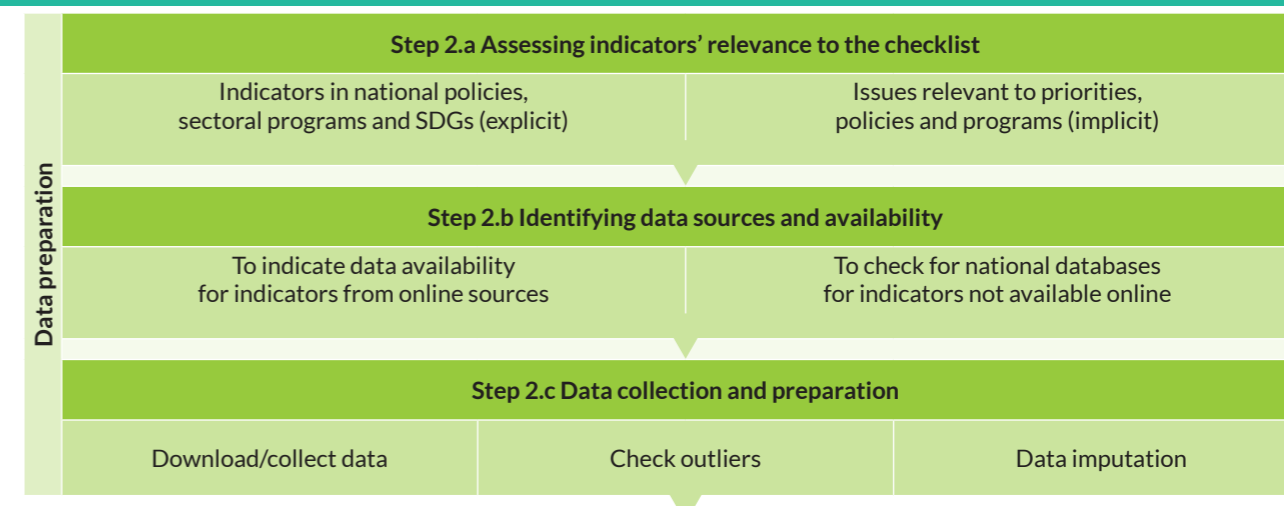 Data preparation
Step 2.a Assessing indicators’ relevance to the checklist
Indicators in national policies,
sectoral programs and SDGs (explicit)
Issues relevant to priorities,
policies and programs (implicit)
Step 2.b Identifying data sources and availability
To indicate data availability
for indicators from online sources
To check for national databases
for indicators not available online
Step 2.c Data collection and preparation
Download/collect data
Check outliers
Data imputation